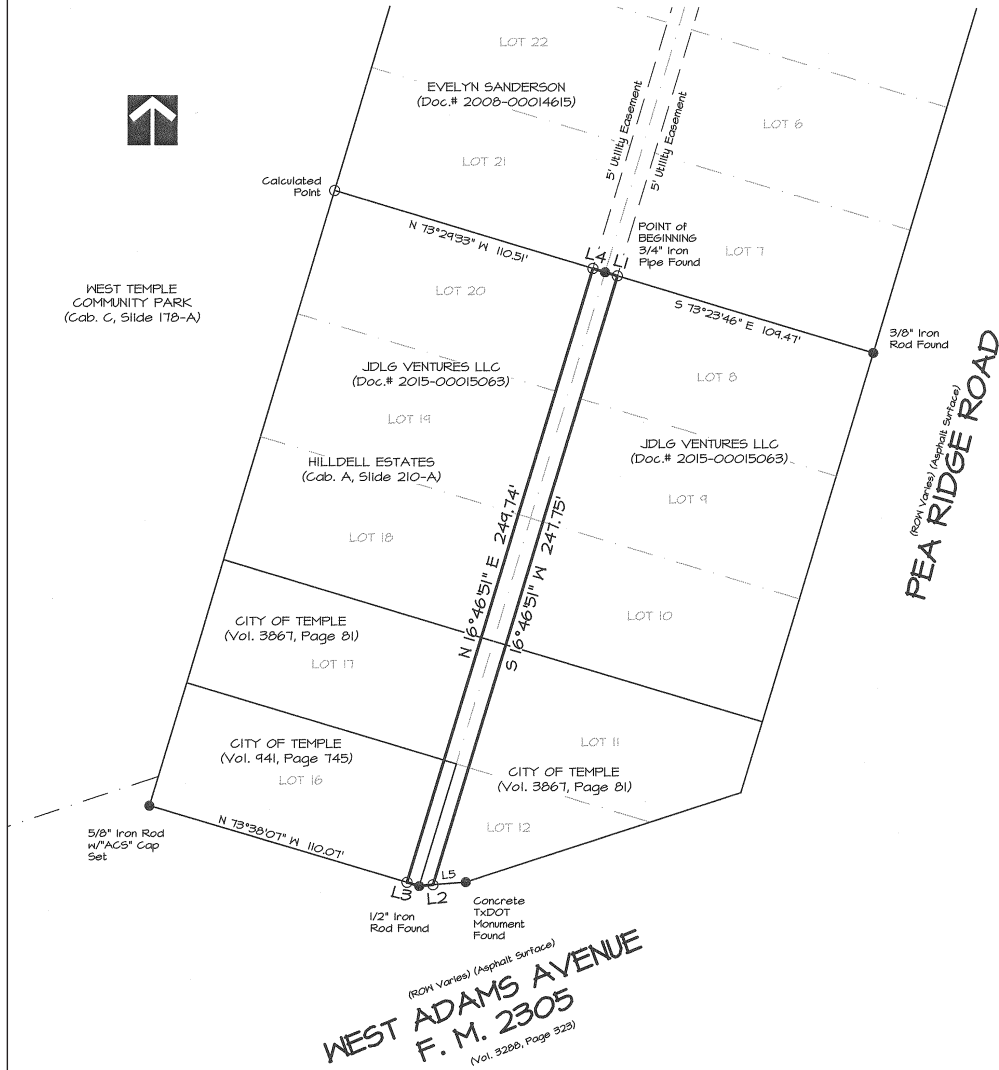 LOT 22
EVELYN SANDERSON
(Doc.# 2008-00014615)
LOT 21
5' Utility Easement
5' Utility Easement
LOT 6
Calculated
Point
N 73°29'33" W 110.51'
L4
L1
POINT of
BEGINNING
3/4" Iron
Pipe Found
LOT 7
WEST TEMPLE
COMMUNITY PARK
(Cab. C, Slide 178-A)
LOT 20
S 73°23'46" E 109.47'
3/8" Iron
Rod Found
JDLG VENTURES LLC
(Doc.# 2015-00015063)
LOT 8
LOT 19
JDLG VENTURES LLC
(Doc.# 2015-00015063)
HILLDELL ESTATES
(Cab. A, Slide 210-A)
LOT 9
(ROW Varies) (Asphalt Surface)
PEA RIDGE ROAD
LOT 18
N 16°46'51" E 249.74'
S 16°46'51" W 247.75'
LOT 10
CITY OF TEMPLE
(Vol. 3867, Page 81)
LOT 17
CITY OF TEMPLE
(Vol. 941, Page 745)
LOT 16
LOT 11
CITY OF TEMPLE
(Vol. 3867, Page 81)
LOT 12
5/8" Iron Rod
w/"ACS" Cap
Set
N 73°38'07" W 110.07'
L5
L3
L2
1/2" Iron
Rod Found
Concrete
TxDOT
Monument
Found
(ROW Varies) (Asphalt Surface)
WEST ADAMS AVENUE
F. M. 2305
(Vol. 3288, Page 323)